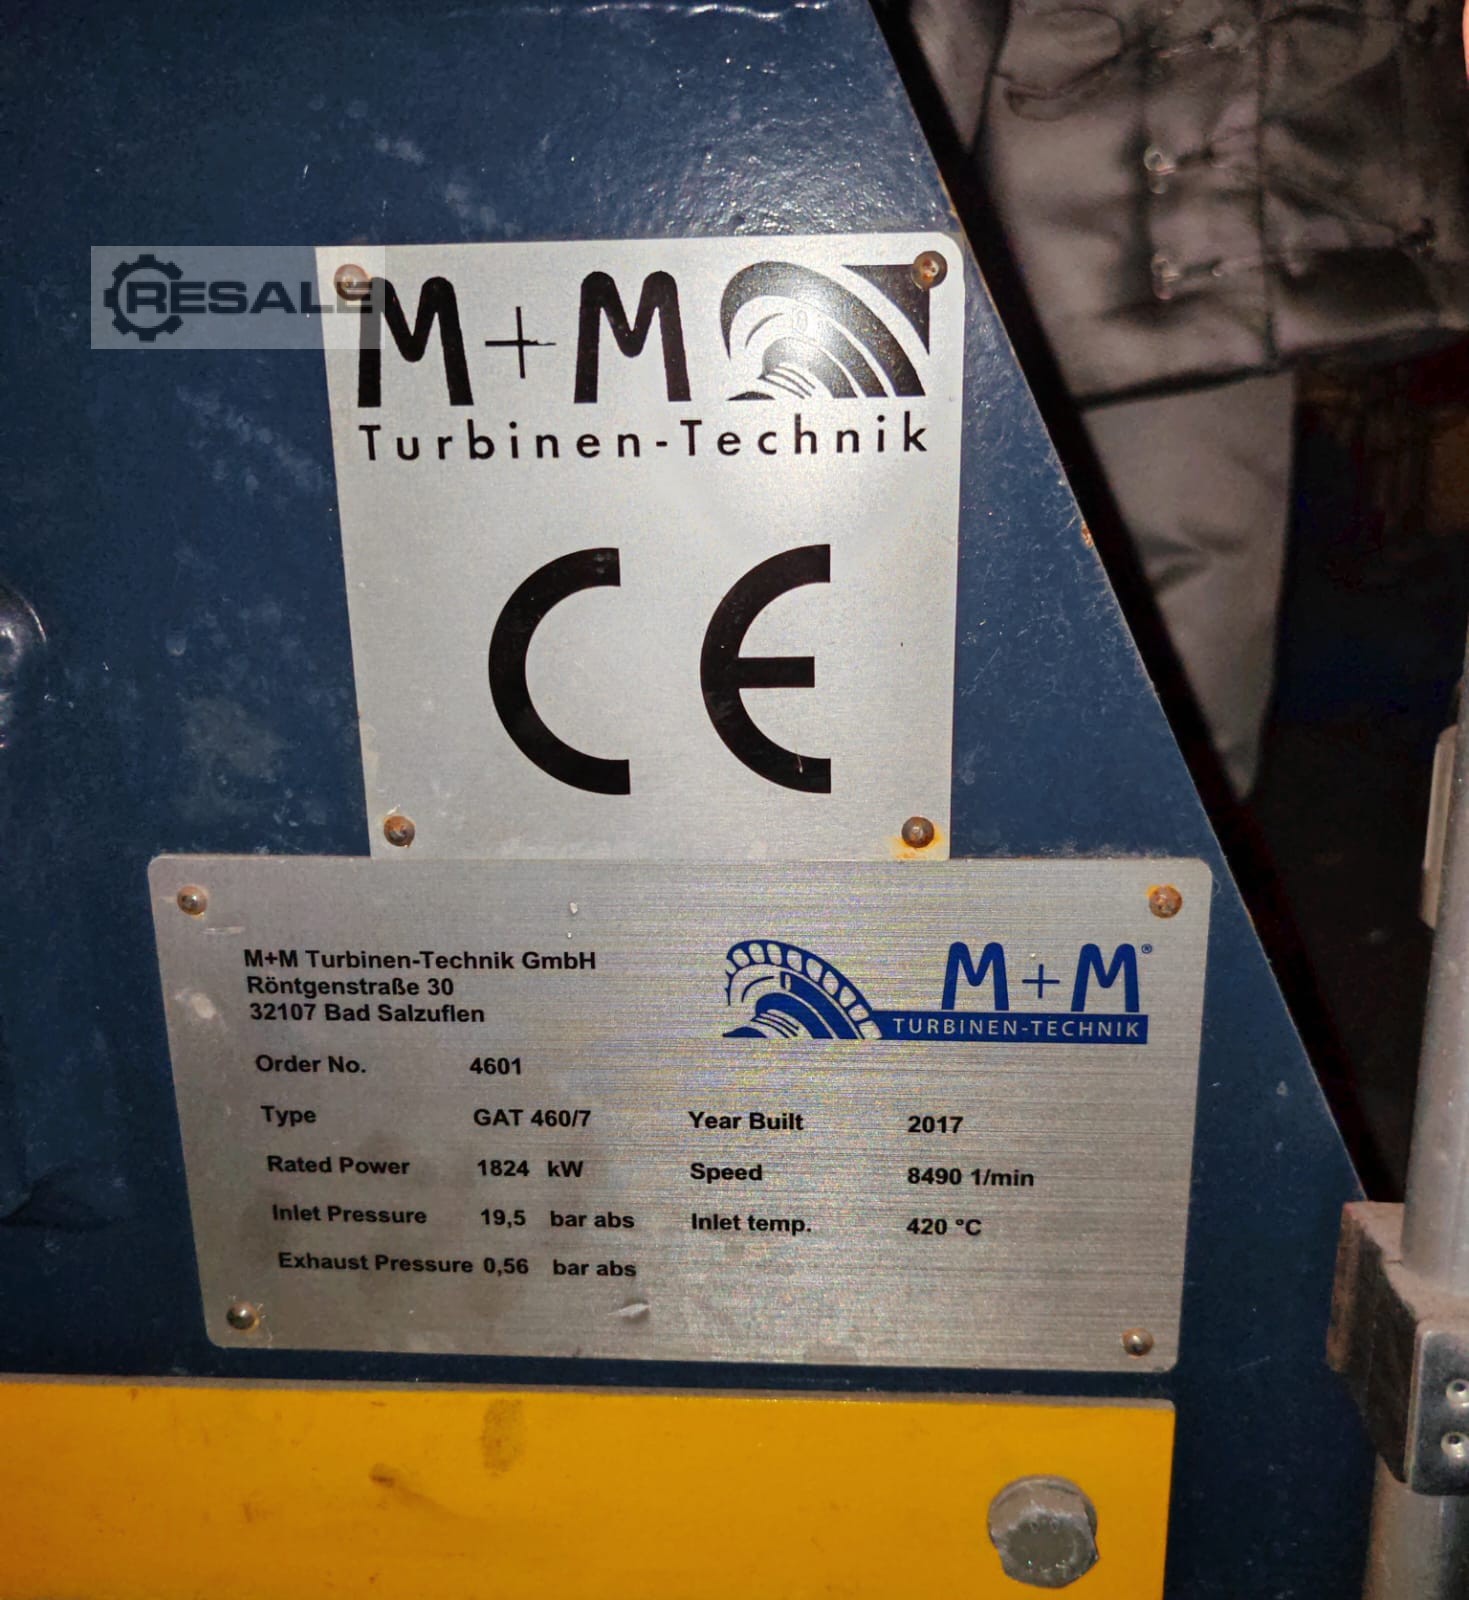 RESALE
M+M
Turbinen-Technik
CE
M+M Turbinen-Technik GmbH
Röntgenstraße 30
32107 Bad Salzuflen
M+M®
TURBINEN-TECHNIK
Order No. 4601
Type GAT 460/7 Year Built 2017
Rated Power 1824 kW Speed 8490 1/min
Inlet Pressure 19,5 bar abs Inlet temp. 420 °C
Exhaust Pressure 0,56 bar abs